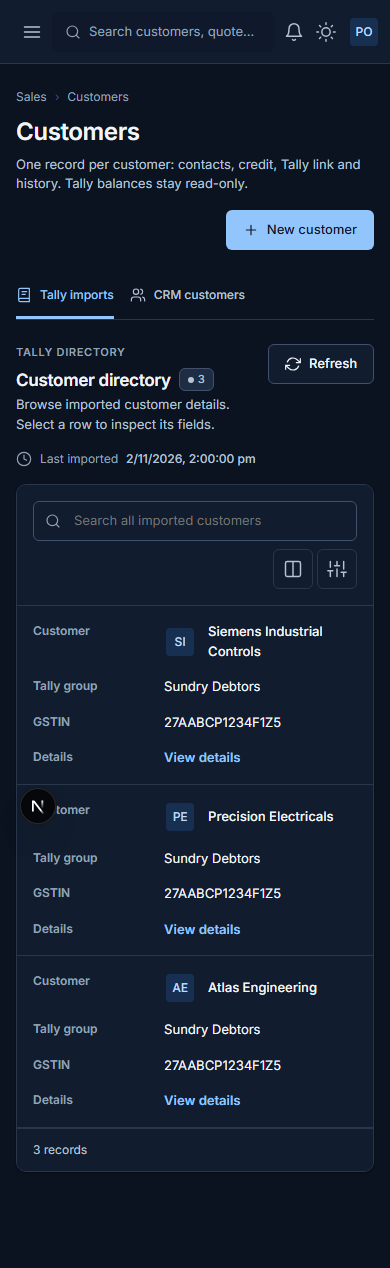 Search customers, quote...
PO
Sales › Customers
Customers
One record per customer: contacts, credit, Tally link and
history. Tally balances stay read-only.
+ New customer
Tally imports
CRM customers
TALLY DIRECTORY
Refresh
Customer directory
3
Browse imported customer details.
Select a row to inspect its fields.
Last imported 2/11/2026, 2:00:00 pm
Search all imported customers
Customer
SI
Siemens Industrial
Controls
Tally group
Sundry Debtors
GSTIN
27AABCP1234F1Z5
Details
View details
N
tomer
PE
Precision Electricals
Tally group
Sundry Debtors
GSTIN
27AABCP1234F1Z5
Details
View details
Customer
AE
Atlas Engineering
Tally group
Sundry Debtors
GSTIN
27AABCP1234F1Z5
Details
View details
3 records